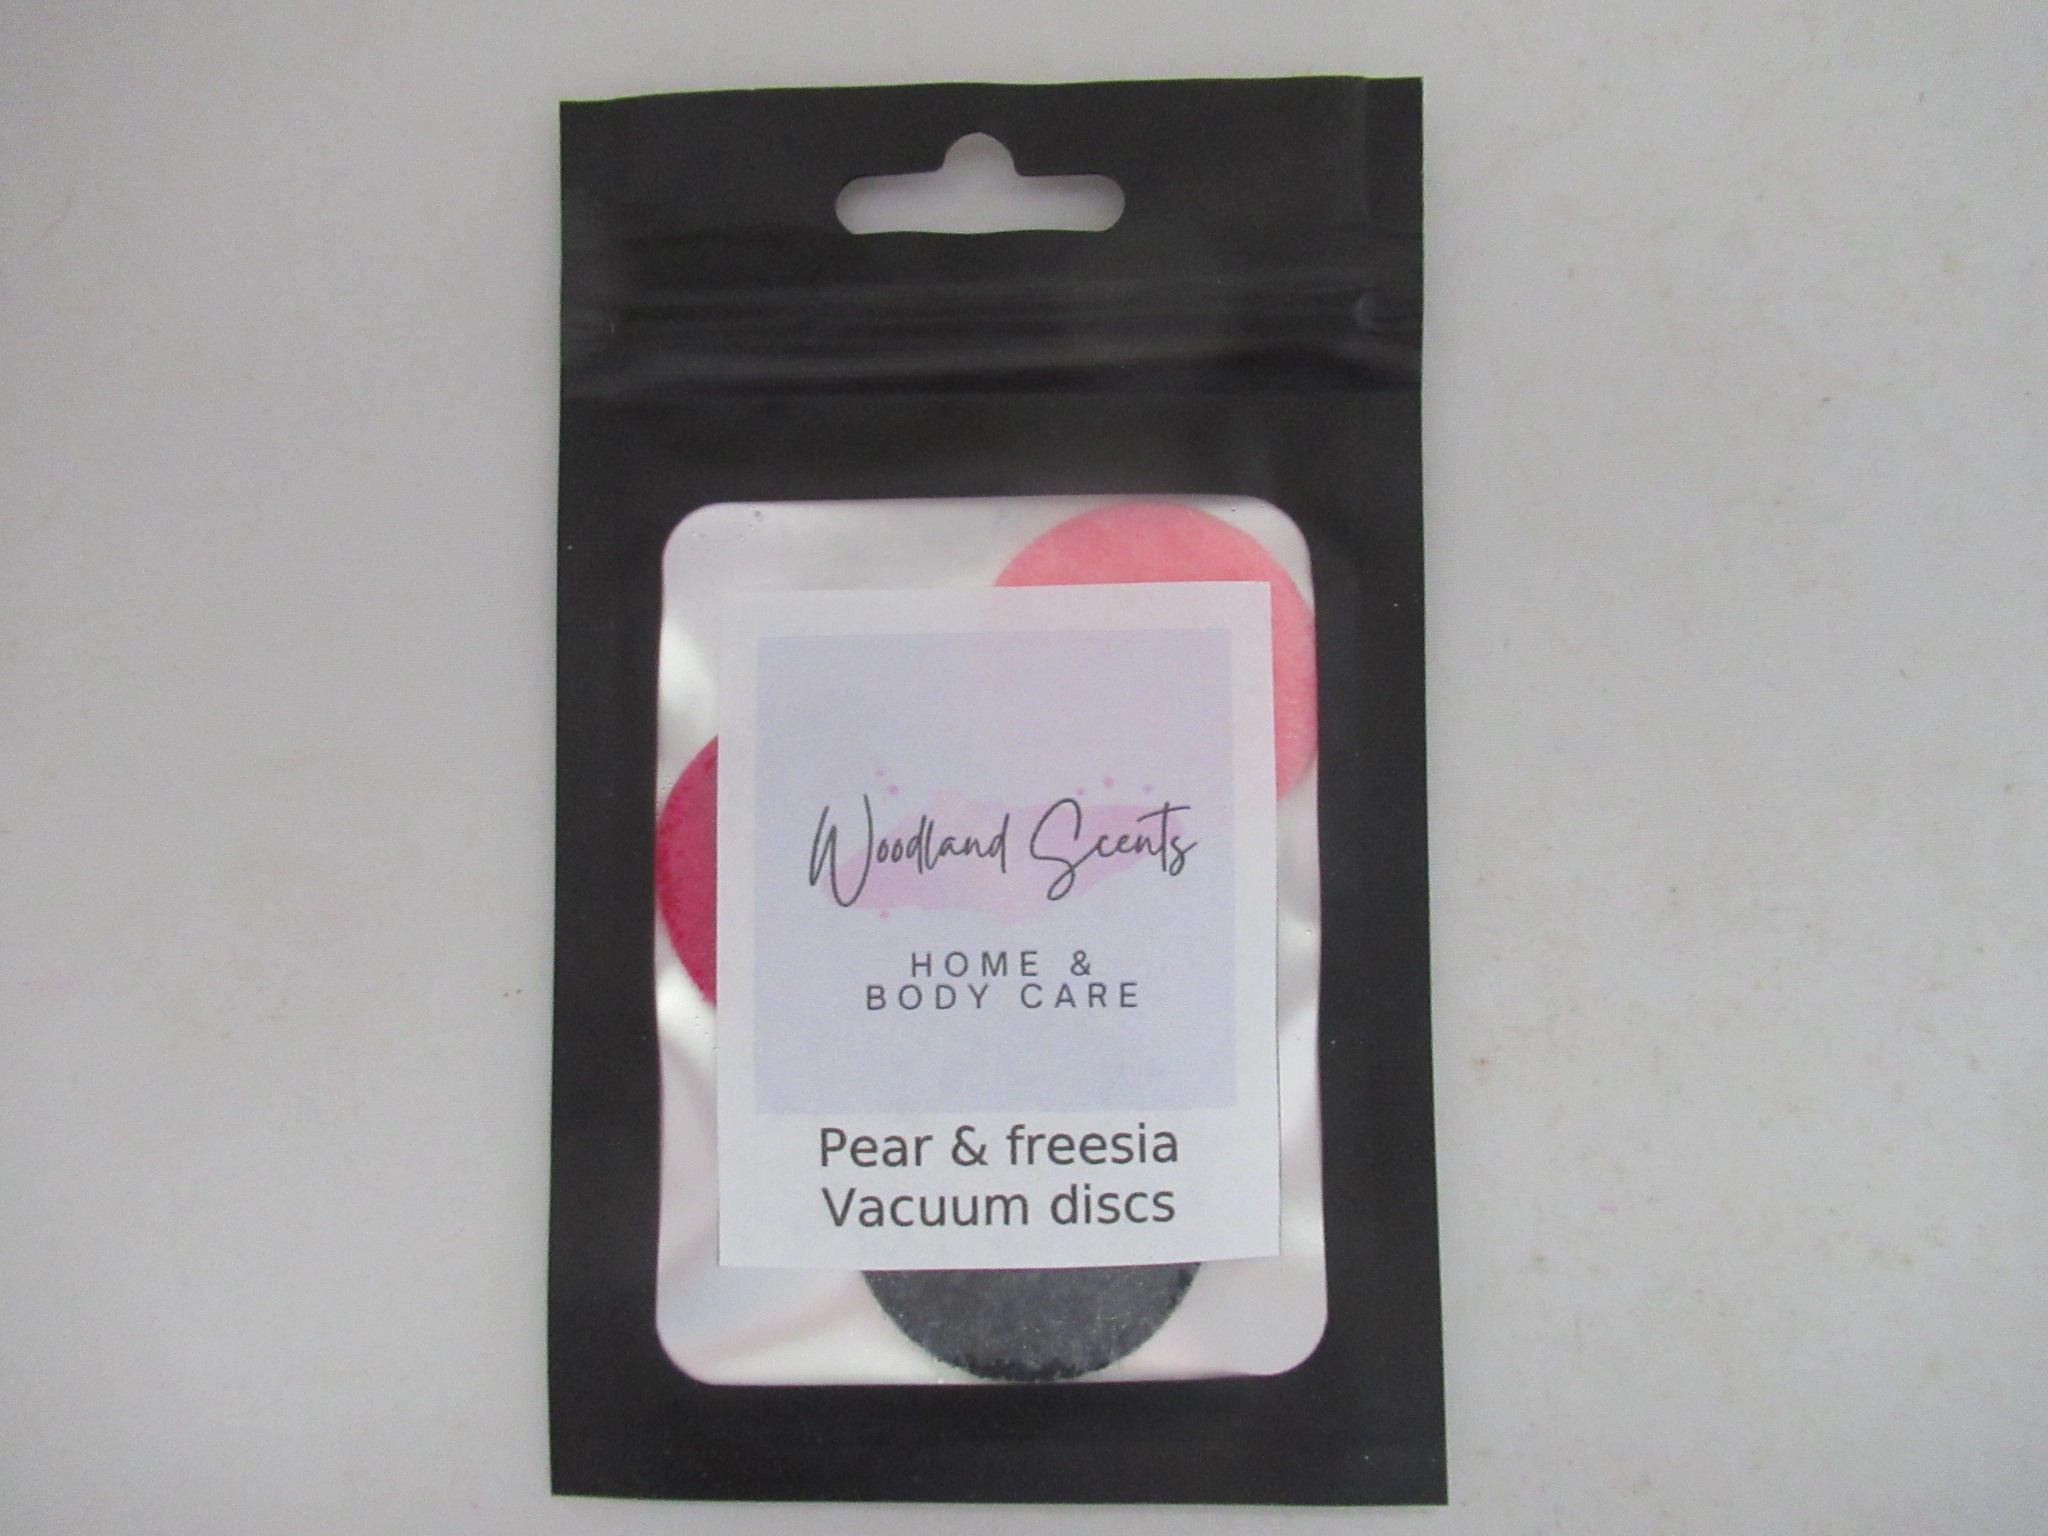 Woodland Scents
HOME &
BODY CARE
Pear & freesia
Vacuum discs